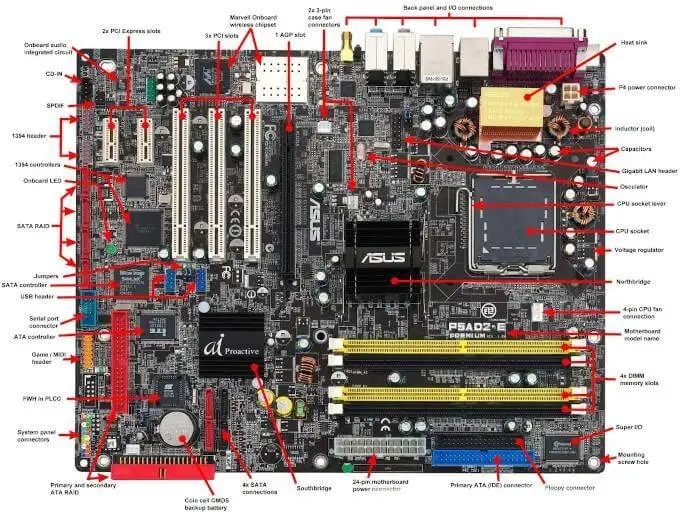 Back panel and I/O connections
2x 3-pin
case fan
connectors
Marvell Onboard
wireless chipset
1 AGP slot
2x PCI Express slots
3x PCI slots
Onboard audio
integrated circuit
CD-IN
SPDIF
1394 header
1394 controllers
Onboard LED
SATA RAID
Jumpers
SATA controller
USB header
Serial port
connector
ATA controller
Game / MIDI
header
FWH in PLCC
System panel
connectors
Primary and secondary
ATA RAID
Coin cell CMOS
backup battery
4x SATA
connections
Southbridge
24-pin motherboard
power connector
Primary ATA (IDE) connector
Floppy connector
Mounting
screw hole
Super I/O
4x DIMM
memory slots
Motherboard
model name
4-pin CPU fan
connection
Northbridge
Voltage regulator
CPU socket
CPU socket lever
Osculator
Gigabit LAN header
Capacitors
Inductor (coil)
P4 power connector
Heat sink
ASUS
ASUS
ASUS
P5AD2-E
PREMIUM
ai
Proactive